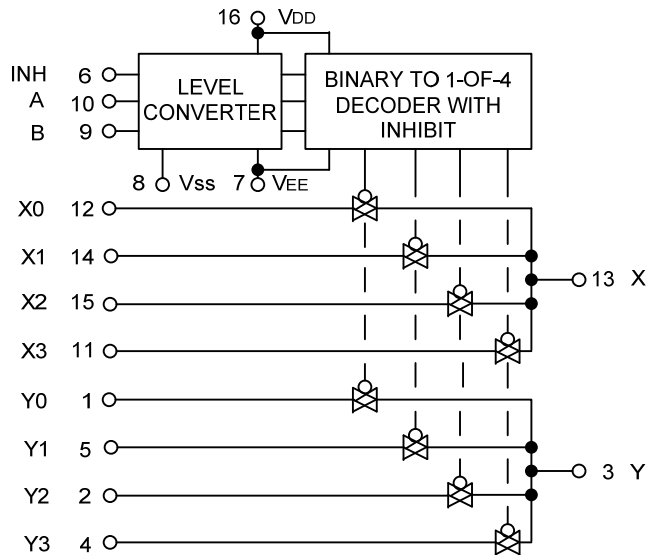 16 VDD
INH 6
A 10
B 9
LEVEL
CONVERTER
BINARY TO 1-OF-4
DECODER WITH
INHIBIT
8 Vss
7 VEE
X0 12
X1 14
X2 15
X3 11
13 X
Y0 1
Y1 5
Y2 2
Y3 4
3 Y